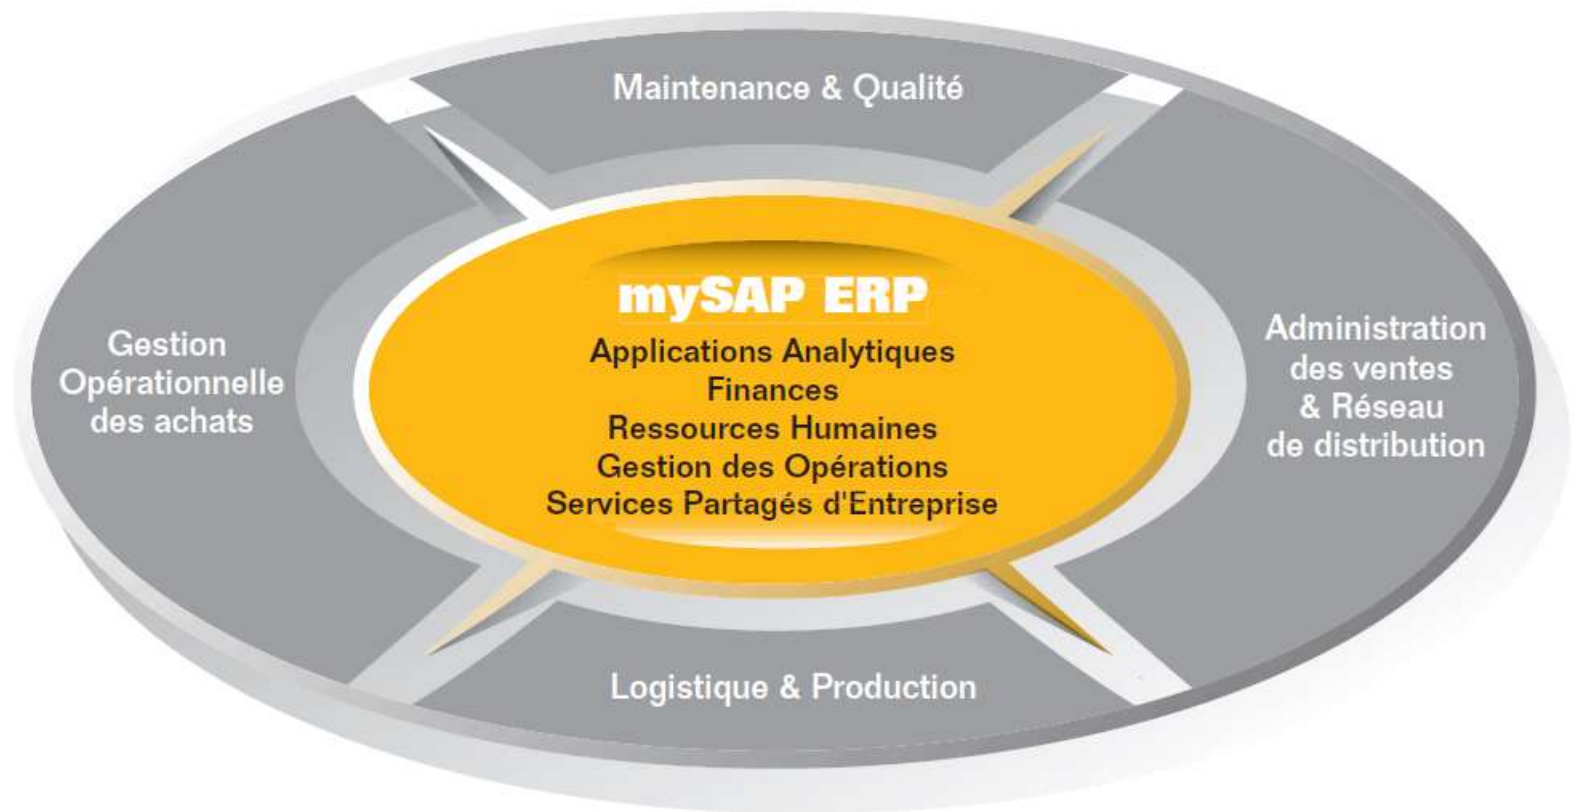 Maintenance & Qualité
Gestion
Opérationnelle
des achats
mySAP ERP
Applications Analytiques
Finances
Ressources Humaines
Gestion des Opérations
Services Partagés d'Entreprise
Administration
des ventes
& Réseau
de distribution
Logistique & Production